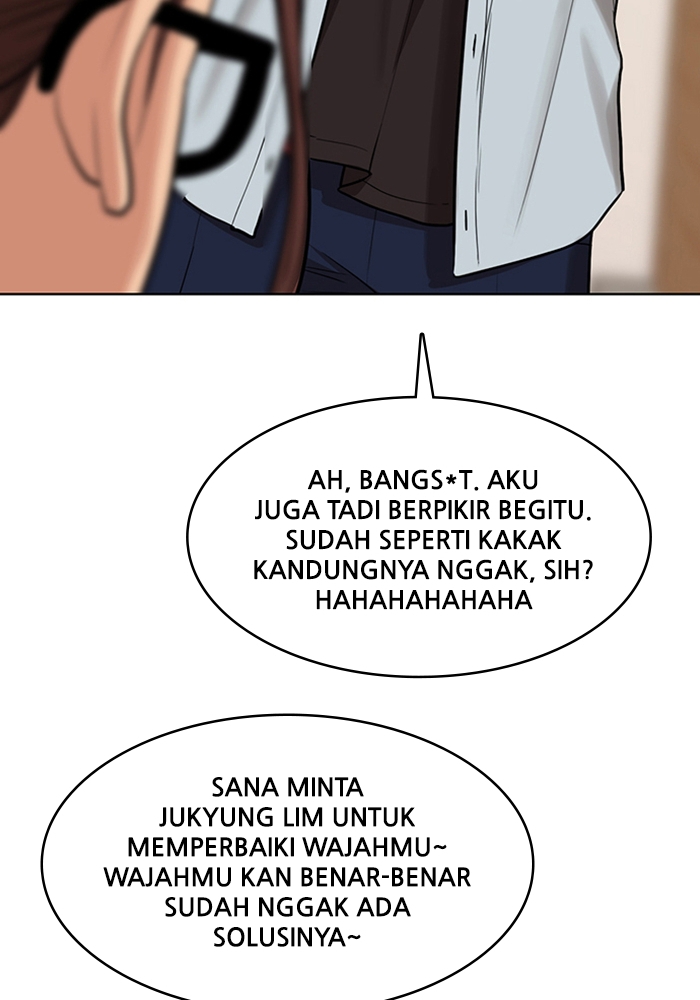 AH, BANGS*T. AKU
JUGA TADI BERPIKIR BEGITU.
SUDAH SEPERTI KAKAK
KANDUNGNYA NGGAK, SIH?
HAHAHAHAHAHA
SANA MINTA
JUKYUNG LIM UNTUK
MEMPERBAIKI WAJAHMU~
WAJAHMU KAN BENAR-BENAR
SUDAH NGGAK ADA
SOLUSINYA~